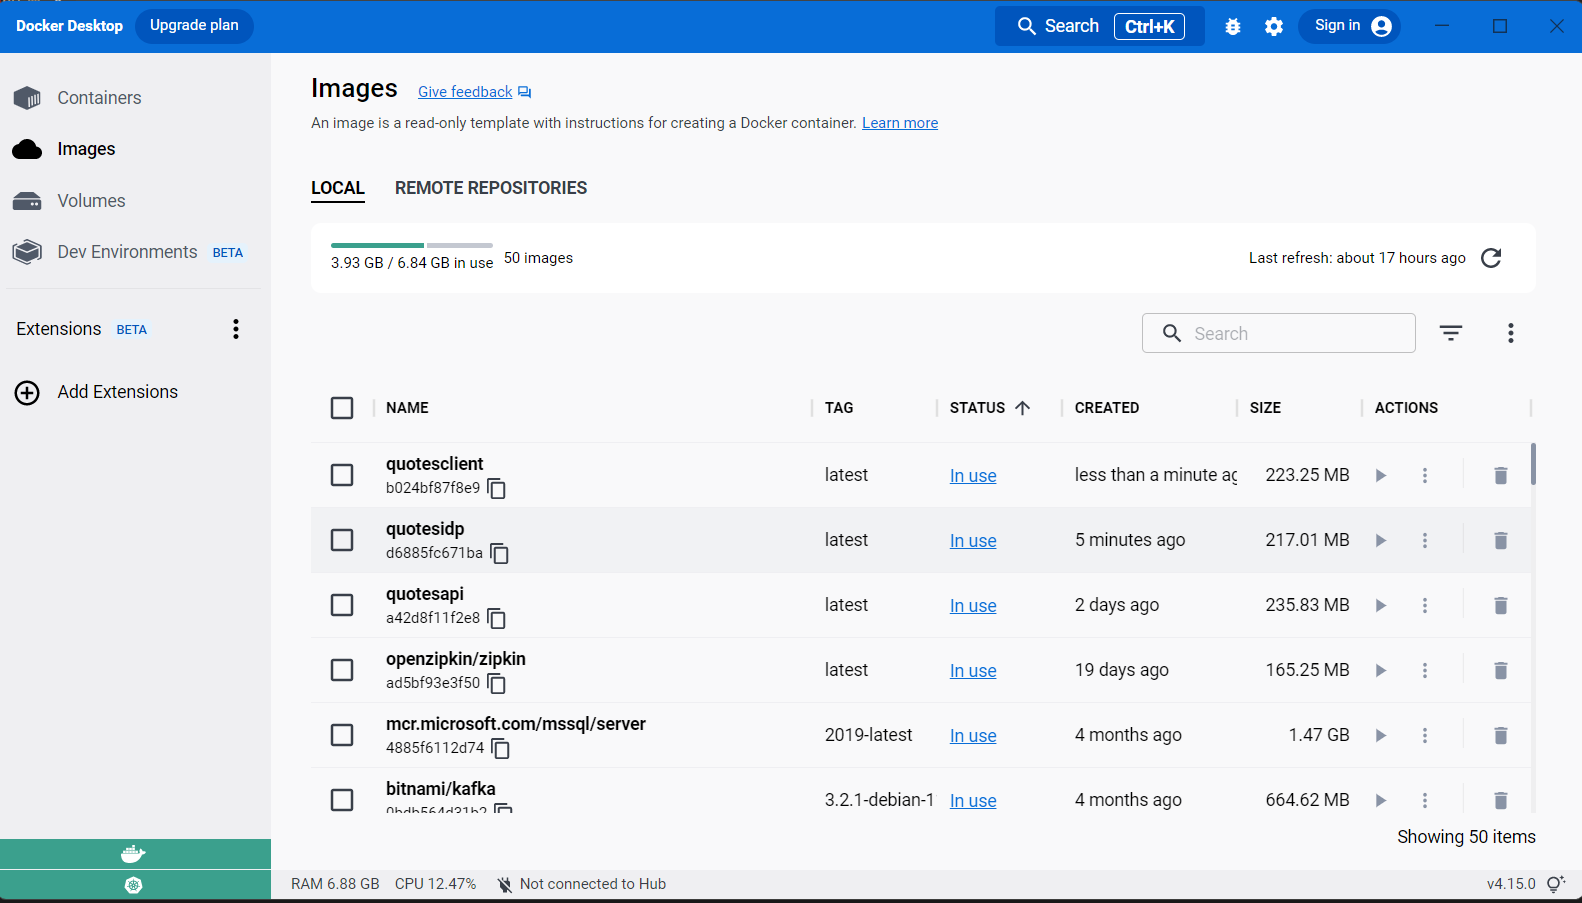 Docker Desktop
Upgrade plan
Search Ctrl+K
Sign in
Containers
Images
Volumes
Dev Environments BETA
Extensions BETA
Add Extensions
Images Give feedback
An image is a read-only template with instructions for creating a Docker container. Learn more
LOCAL REMOTE REPOSITORIES
3.93 GB / 6.84 GB in use 50 images
Last refresh: about 17 hours ago
Search
NAME TAG STATUS CREATED SIZE ACTIONS
quotesclient
b024bf87f8e9
latest In use less than a minute ag 223.25 MB
quotesidp
d6885fc671ba
latest In use 5 minutes ago 217.01 MB
quotesapi
a42d8f11f2e8
latest In use 2 days ago 235.83 MB
openzipkin/zipkin
ad5bf93e3f50
latest In use 19 days ago 165.25 MB
mcr.microsoft.com/mssql/server
4885f6112d74
2019-latest In use 4 months ago 1.47 GB
bitnami/kafka
3.2.1-debian-1 In use 4 months ago 664.62 MB
Showing 50 items
RAM 6.88 GB CPU 12.47% Not connected to Hub
v4.15.0